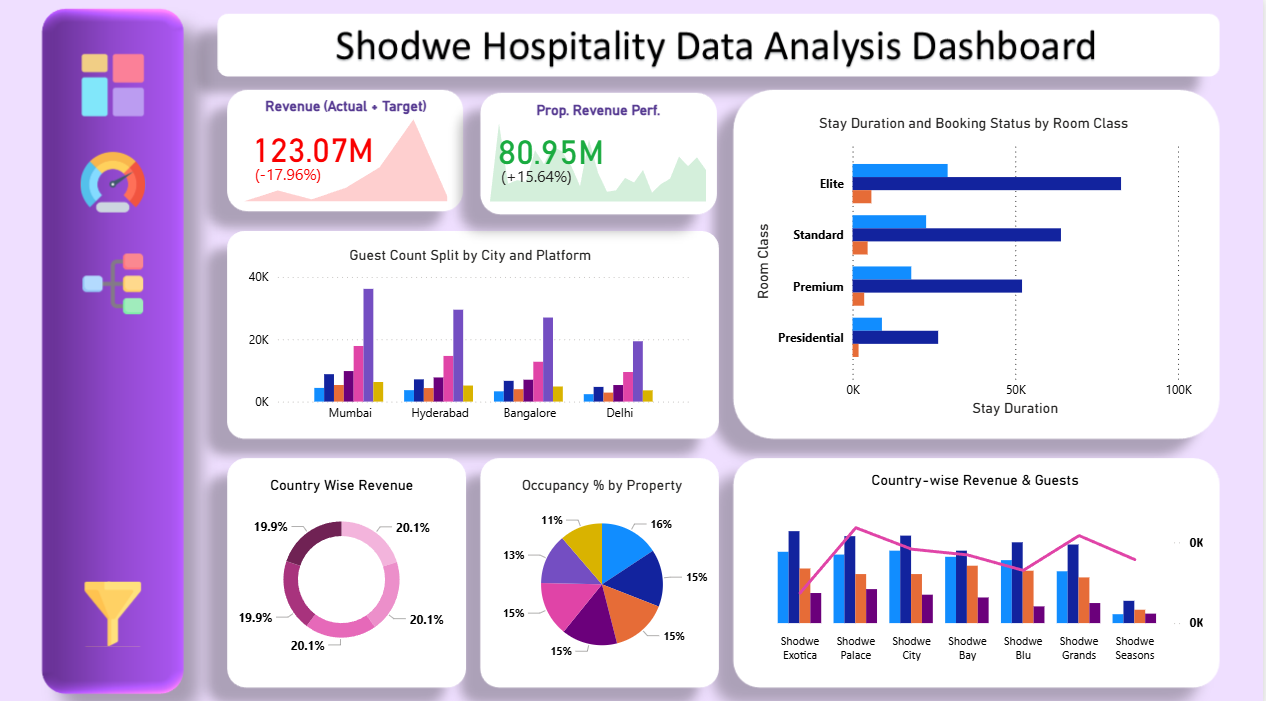 Shodwe Hospitality Data Analysis Dashboard
Revenue (Actual + Target)
123.07M
(-17.96%)
Prop. Revenue Perf.
80.95M
(+15.64%)
Stay Duration and Booking Status by Room Class
Room Class
Elite
Standard
Premium
Presidential
0K 50K 100K
Stay Duration
Guest Count Split by City and Platform
40K
20K
0K
Mumbai Hyderabad Bangalore Delhi
Country Wise Revenue
19.9% 20.1%
19.9% 20.1%
20.1%
Occupancy % by Property
11% 16%
13% 15%
15% 15%
15%
Country-wise Revenue & Guests
0K
0K
Shodwe Shodwe Shodwe Shodwe Shodwe Shodwe Shodwe
Exotica Palace City Bay Blu Grands Seasons